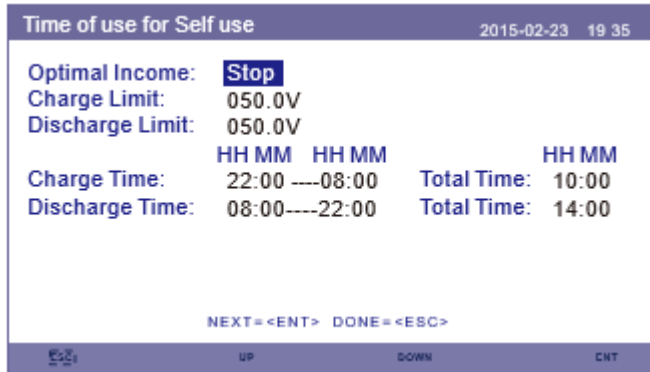 Time of use for Self use 2015-02-23 19 35
Optimal Income: Stop
Charge Limit: 050.0V
Discharge Limit: 050.0V
HH MM HH MM HH MM
Charge Time: 22:00 ----08:00 Total Time: 10:00
Discharge Time: 08:00----22:00 Total Time: 14:00
NEXT=<ENT> DONE=<ESC>
ESC UP DOWN ENT